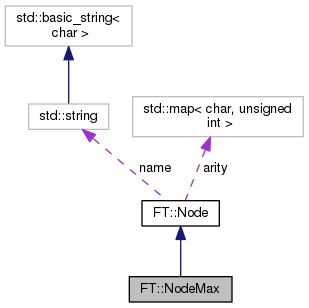 std::basic_string<
char >
std::string
std::map< char, unsigned
int >
name
arity
FT::Node
FT::NodeMax